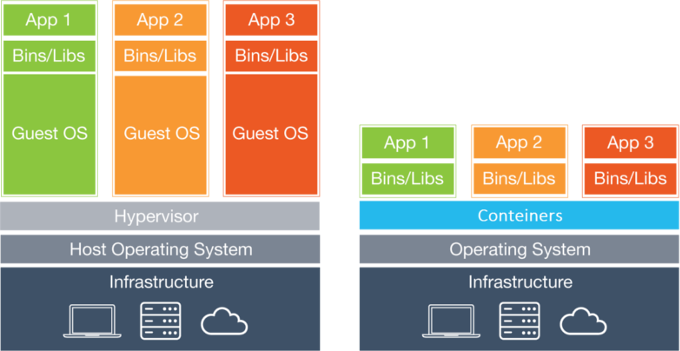 App 1
App 2
App 3
Bins/Libs
Bins/Libs
Bins/Libs
Guest OS
Guest OS
Guest OS
Hypervisor
Host Operating System
Infrastructure
App 1
App 2
App 3
Bins/Libs
Bins/Libs
Bins/Libs
Conteiners
Operating System
Infrastructure